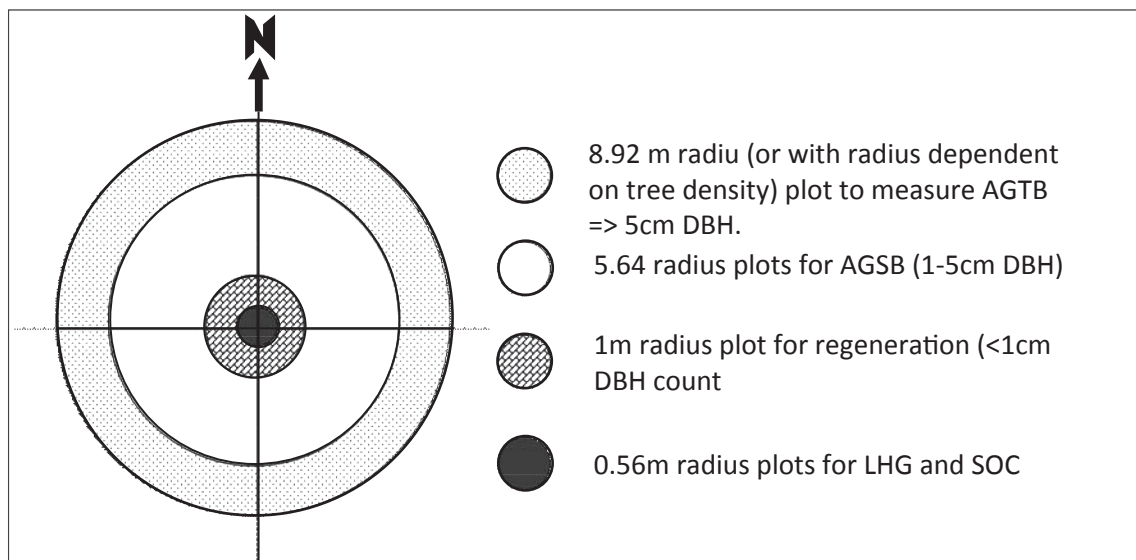 N
8.92 m radiu (or with radius dependent
on tree density) plot to measure AGTB
=> 5cm DBH.
5.64 radius plots for AGSB (1-5cm DBH)
1m radius plot for regeneration (<1cm
DBH count
0.56m radius plots for LHG and SOC